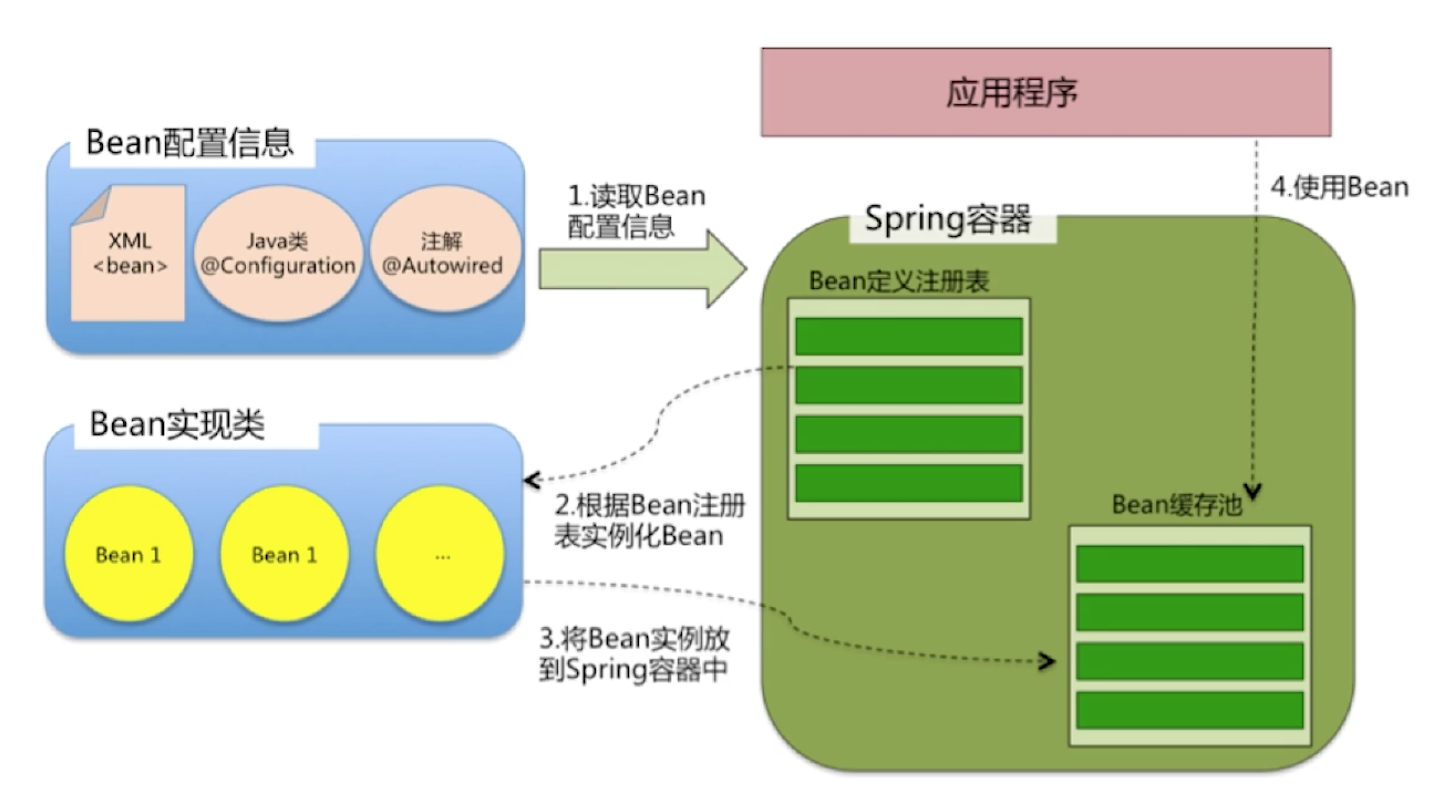 应用程序
Bean配置信息
XML
<bean>
Java类
@Configuration
注解
@Autowired
1.读取Bean
配置信息
4.使用Bean
Spring容器
Bean定义注册表
Bean实现类
Bean 1
Bean 1
...
2.根据Bean注册
表实例化Bean
Bean缓存池
3.将Bean实例放
到Spring容器中